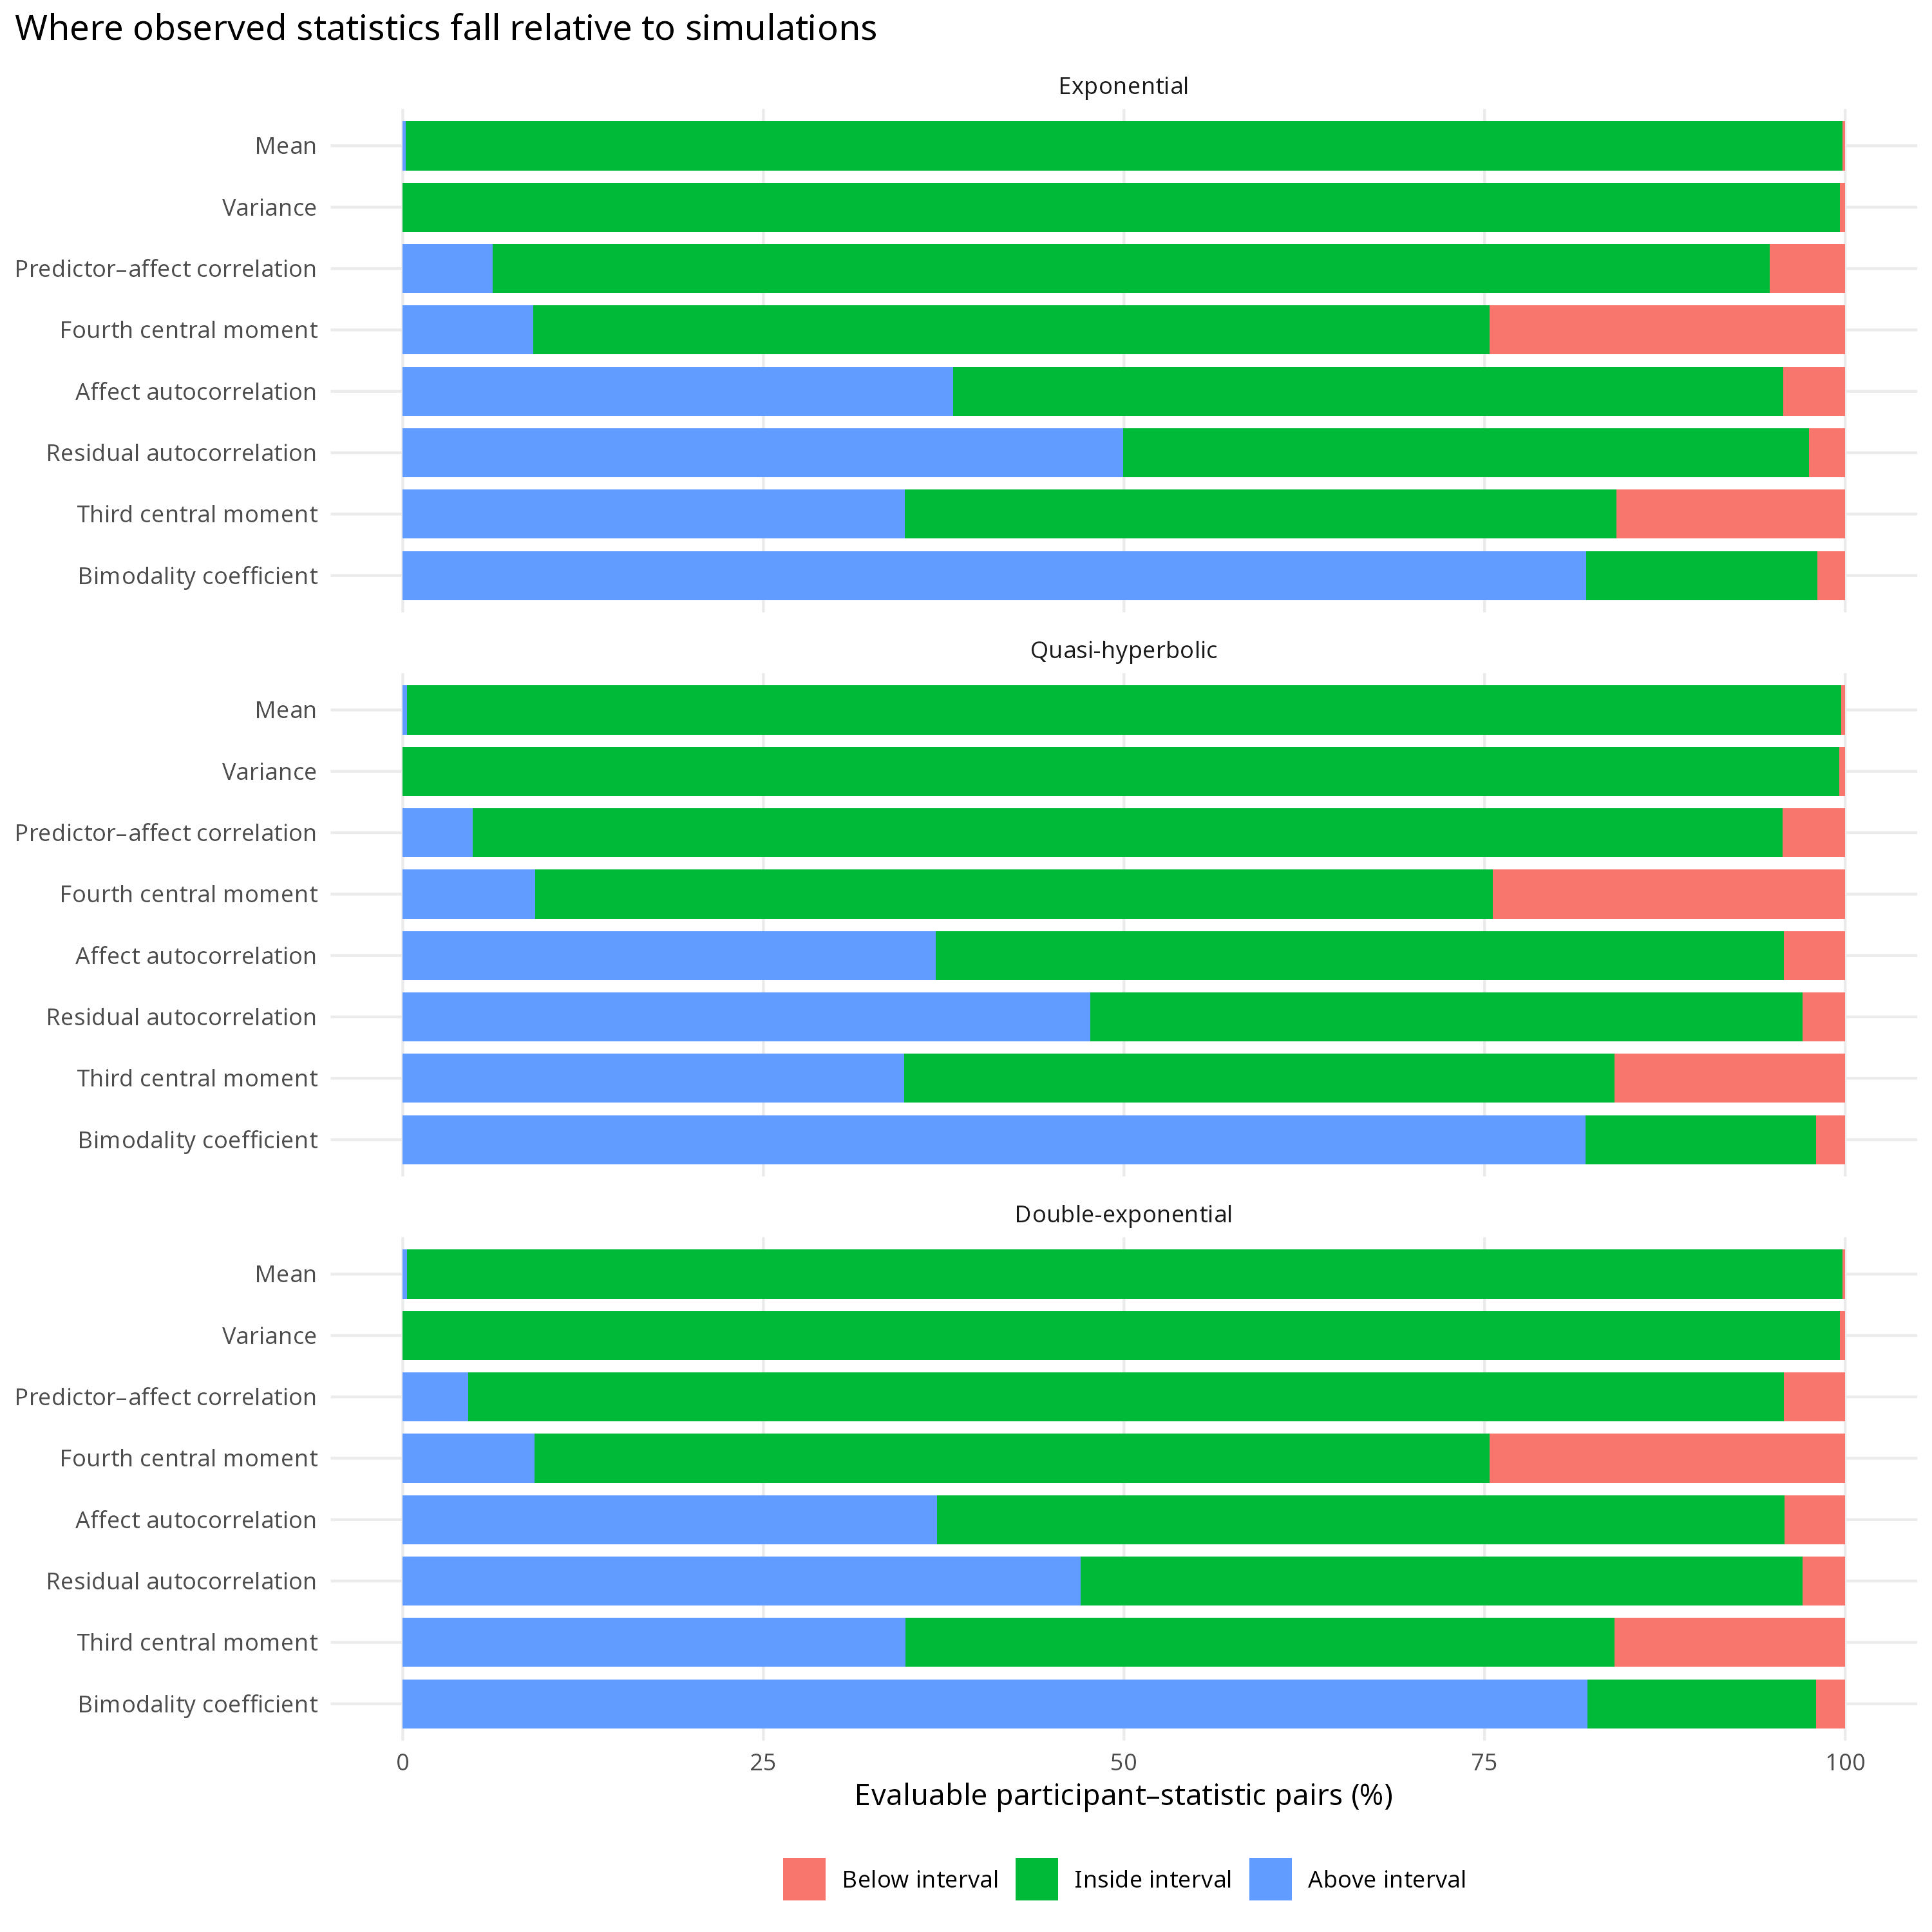 Where observed statistics fall relative to simulations
Exponential
Mean
Variance
Predictor–affect correlation
Fourth central moment
Affect autocorrelation
Residual autocorrelation
Third central moment
Bimodality coefficient
Quasi-hyperbolic
Mean
Variance
Predictor–affect correlation
Fourth central moment
Affect autocorrelation
Residual autocorrelation
Third central moment
Bimodality coefficient
Double-exponential
Mean
Variance
Predictor–affect correlation
Fourth central moment
Affect autocorrelation
Residual autocorrelation
Third central moment
Bimodality coefficient
0 25 50 75 100
Evaluable participant–statistic pairs (%)
Below interval Inside interval Above interval